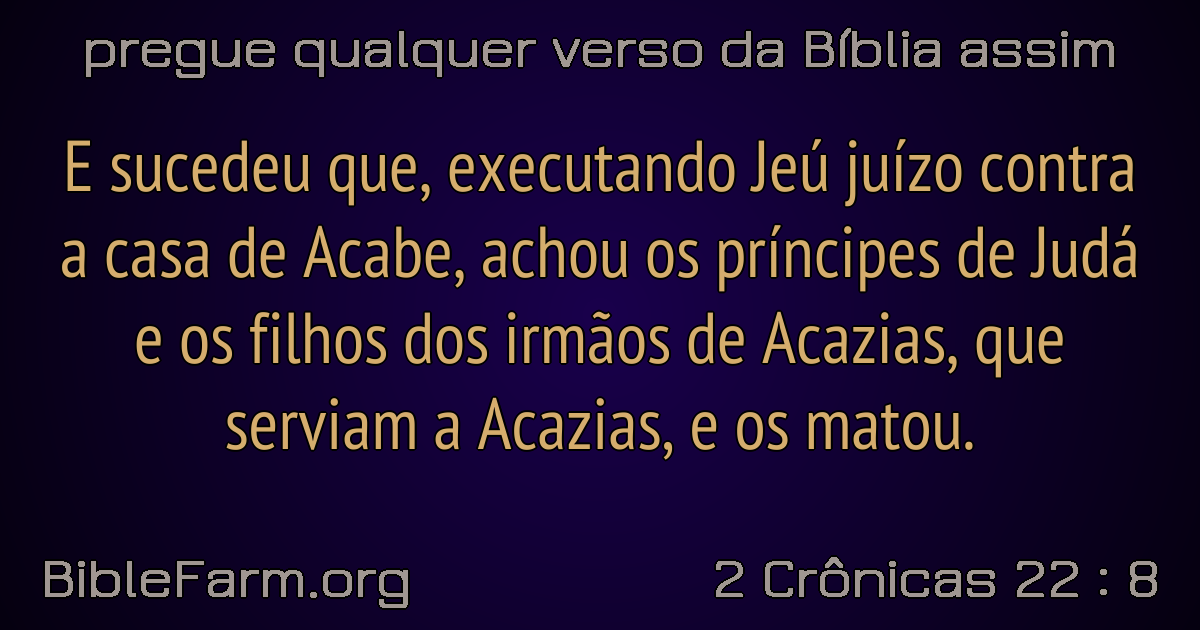 pregue qualquer verso da Bíblia assim
E sucedeu que, executando Jeú juízo contra
a casa de Acabe, achou os príncipes de Judá
e os filhos dos irmãos de Acazias, que
serviam a Acazias, e os matou.
BibleFarm.org
2 Crônicas 22 : 8